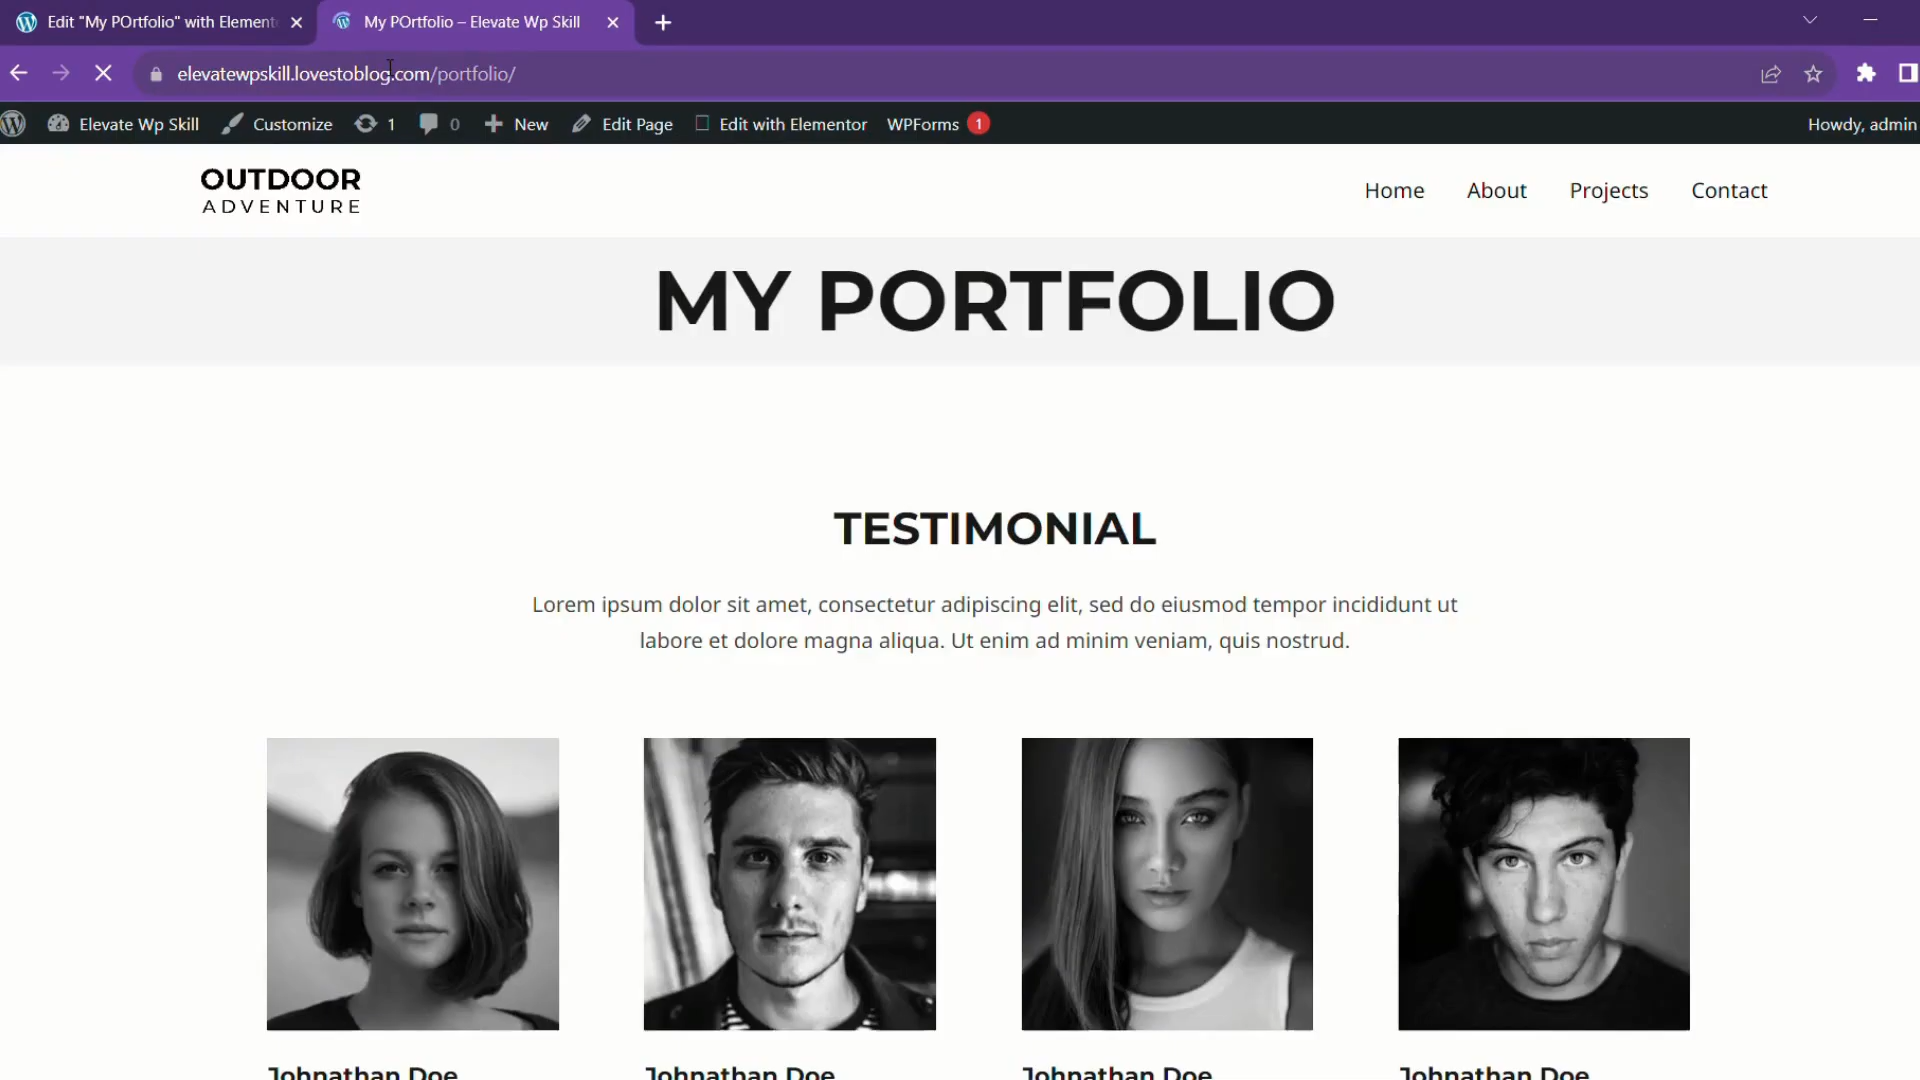 Edit "My POrtfolio" with Elemento
My POrtfolio – Elevate Wp Skill
elevatewpskill.lovestoblog.com/portfolio/
Elevate Wp Skill
Customize
1
0
New
Edit Page
Edit with Elementor
WPForms
1
Howdy, admin
OUTDOOR
ADVENTURE
Home
About
Projects
Contact
MY PORTFOLIO
TESTIMONIAL
Lorem ipsum dolor sit amet, consectetur adipiscing elit, sed do eiusmod tempor incididunt ut
labore et dolore magna aliqua. Ut enim ad minim veniam, quis nostrud.
Johnathan Doe
Johnathan Doe
Johnathan Doe
Johnathan Doe